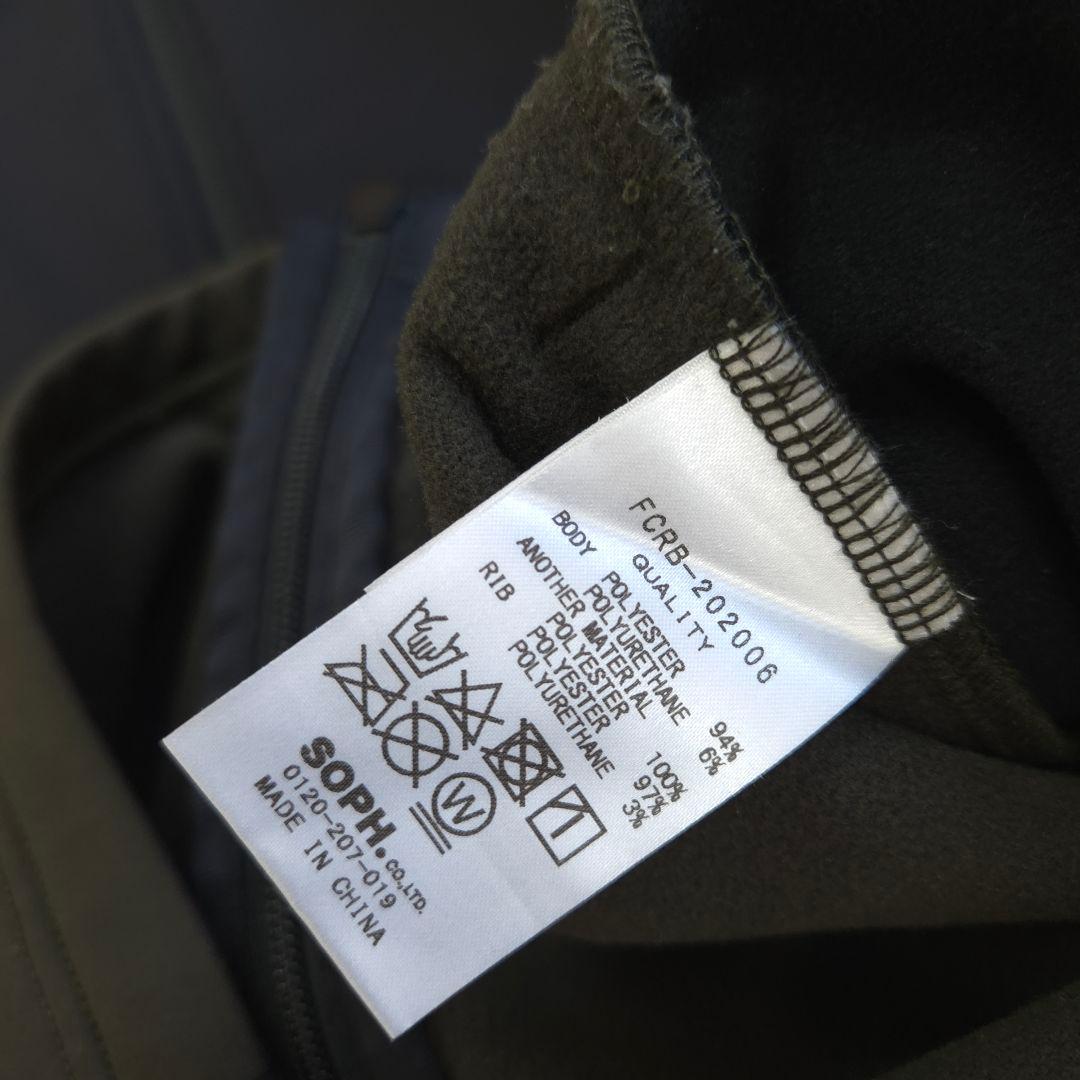 FCRB-202006
QUALITY
BODY POLYESTER 94%
POLYURETHANE 6%
ANOTHER MATERIAL
POLYESTER 100%
RIB POLYESTER 97%
POLYURETHANE 3%
W
SOPH. CO.,LTD.
0120-207-019
MADE IN CHINA